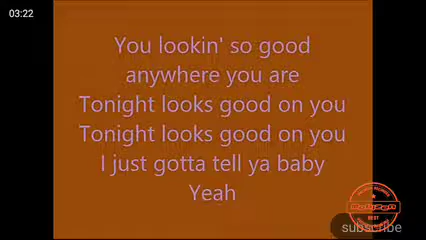 03:22
You lookin' so good
anywhere you are
Tonight looks good on you
Tonight looks good on you
I just gotta tell ya baby
Yeah
BEST
subscribe